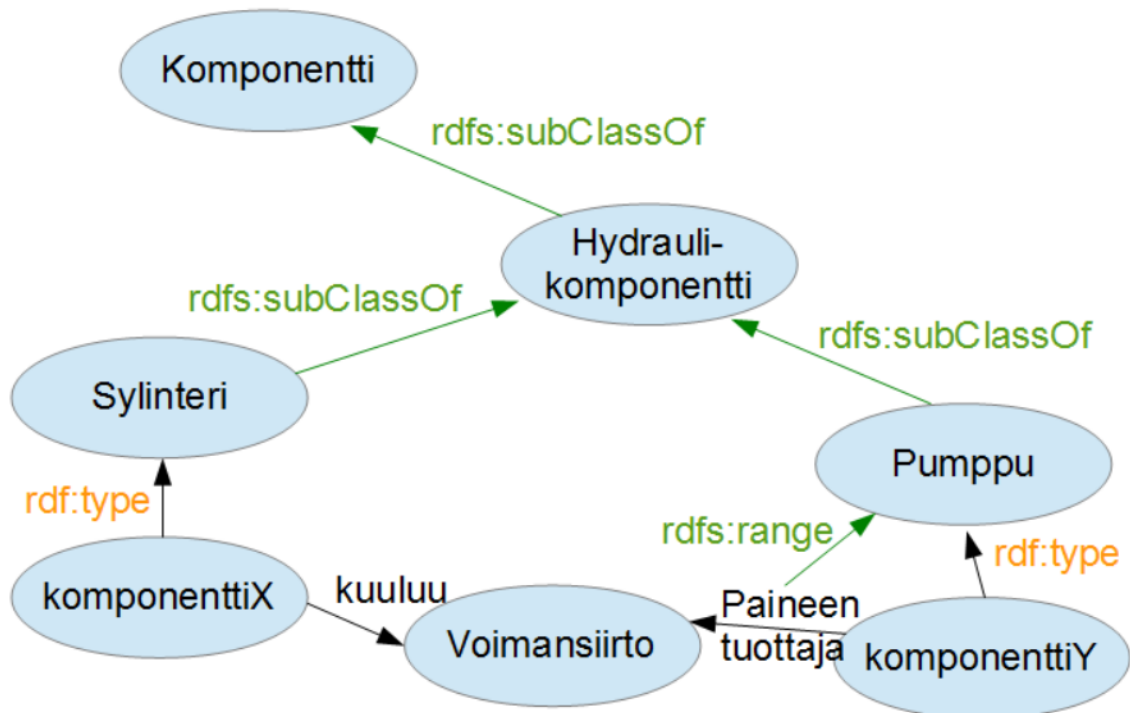 Komponentti
rdfs:subClassOf
Hydrauli-
komponentti
rdfs:subClassOf
rdfs:subClassOf
Sylinteri
Pumppu
rdf:type
rdfs:range
rdf:type
komponenttiX
kuuluu
Voimansiirto
Paineen
tuottaja
komponenttiY